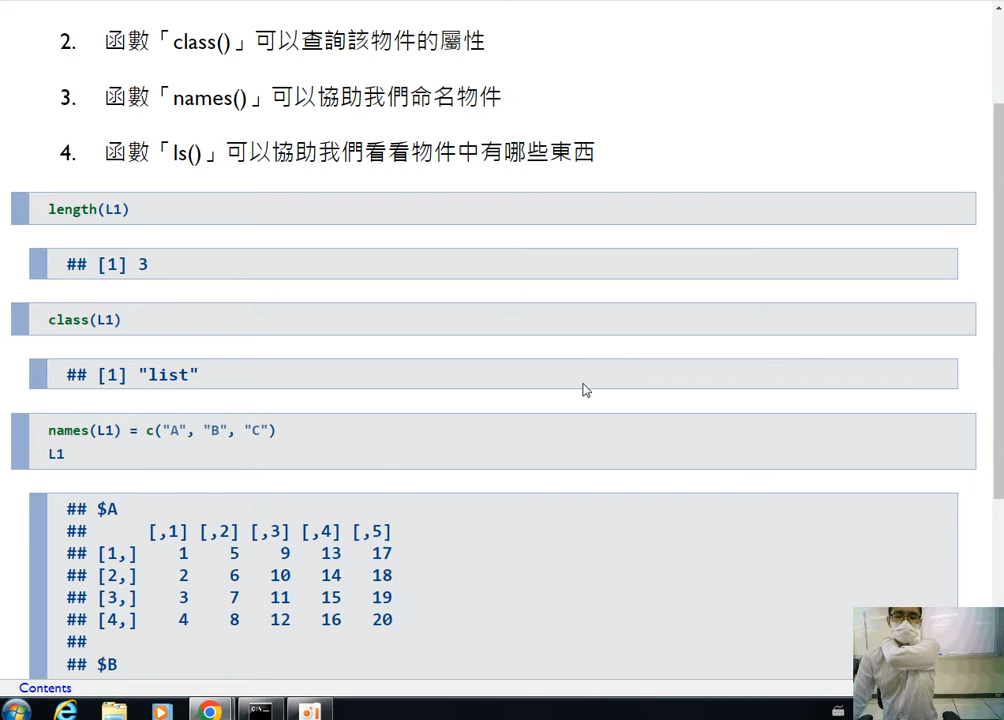 2. 函數「class()」可以查詢該物件的屬性
3. 函數「names()」可以協助我們命名物件
4. 函數「ls()」可以協助我們看看物件中有哪些東西
length(L1)
## [1] 3
class(L1)
## [1] "list"
names(L1) = c("A", "B", "C")
L1
## $A
##      [,1] [,2] [,3] [,4] [,5]
## [1,]    1    5    9   13   17
## [2,]    2    6   10   14   18
## [3,]    3    7   11   15   19
## [4,]    4    8   12   16   20
##
## $B
Contents